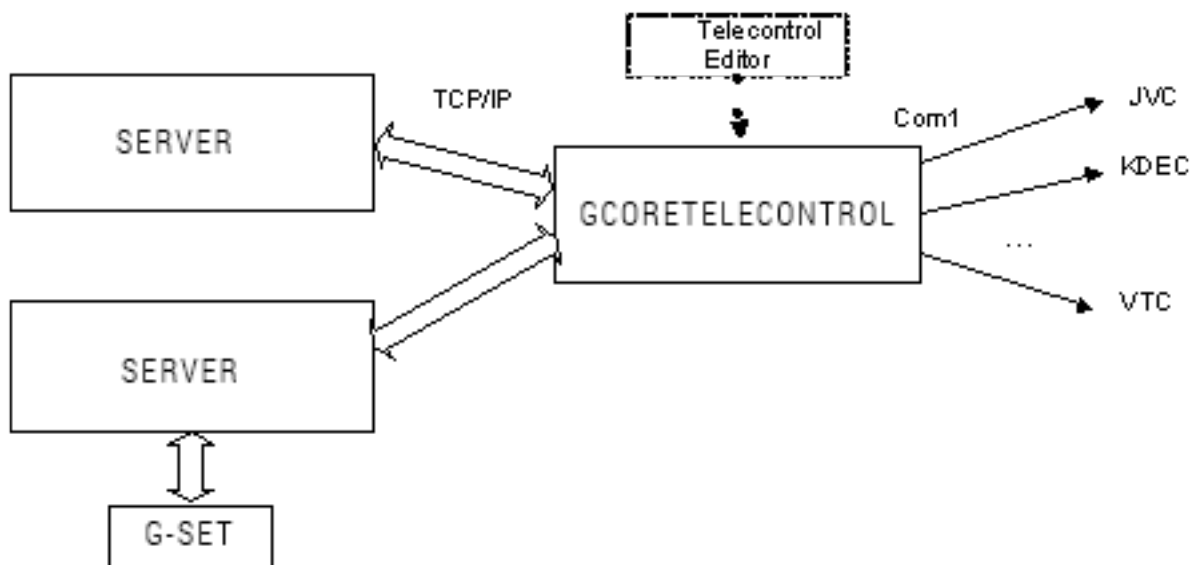 Telecontrol
Editor
TCP/IP
Com1
JVC
SERVER
KDEC
GCORETELECONTROL
...
VTC
SERVER
G-SET